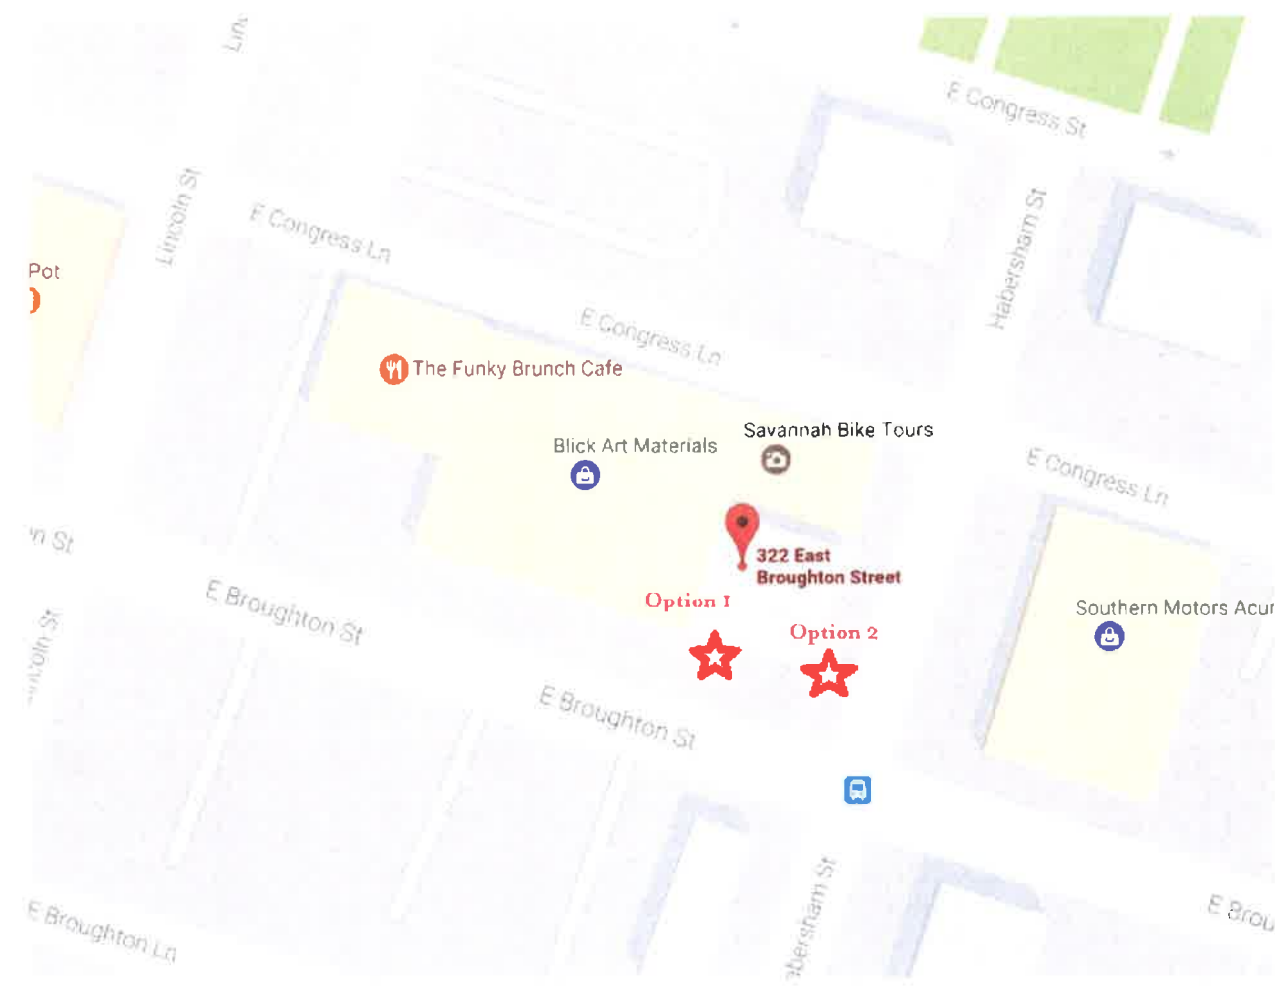 E Congress St
Lincoln St
E Congress Ln
Habersham St
Pot
E Congress Ln
The Funky Brunch Cafe
Savannah Bike Tours
Blick Art Materials
E Congress Ln
322 East
Broughton Street
Option 1
Option 2
Southern Motors Acur
E Broughton St
E Broughton St
E Broughton Ln
E Brou